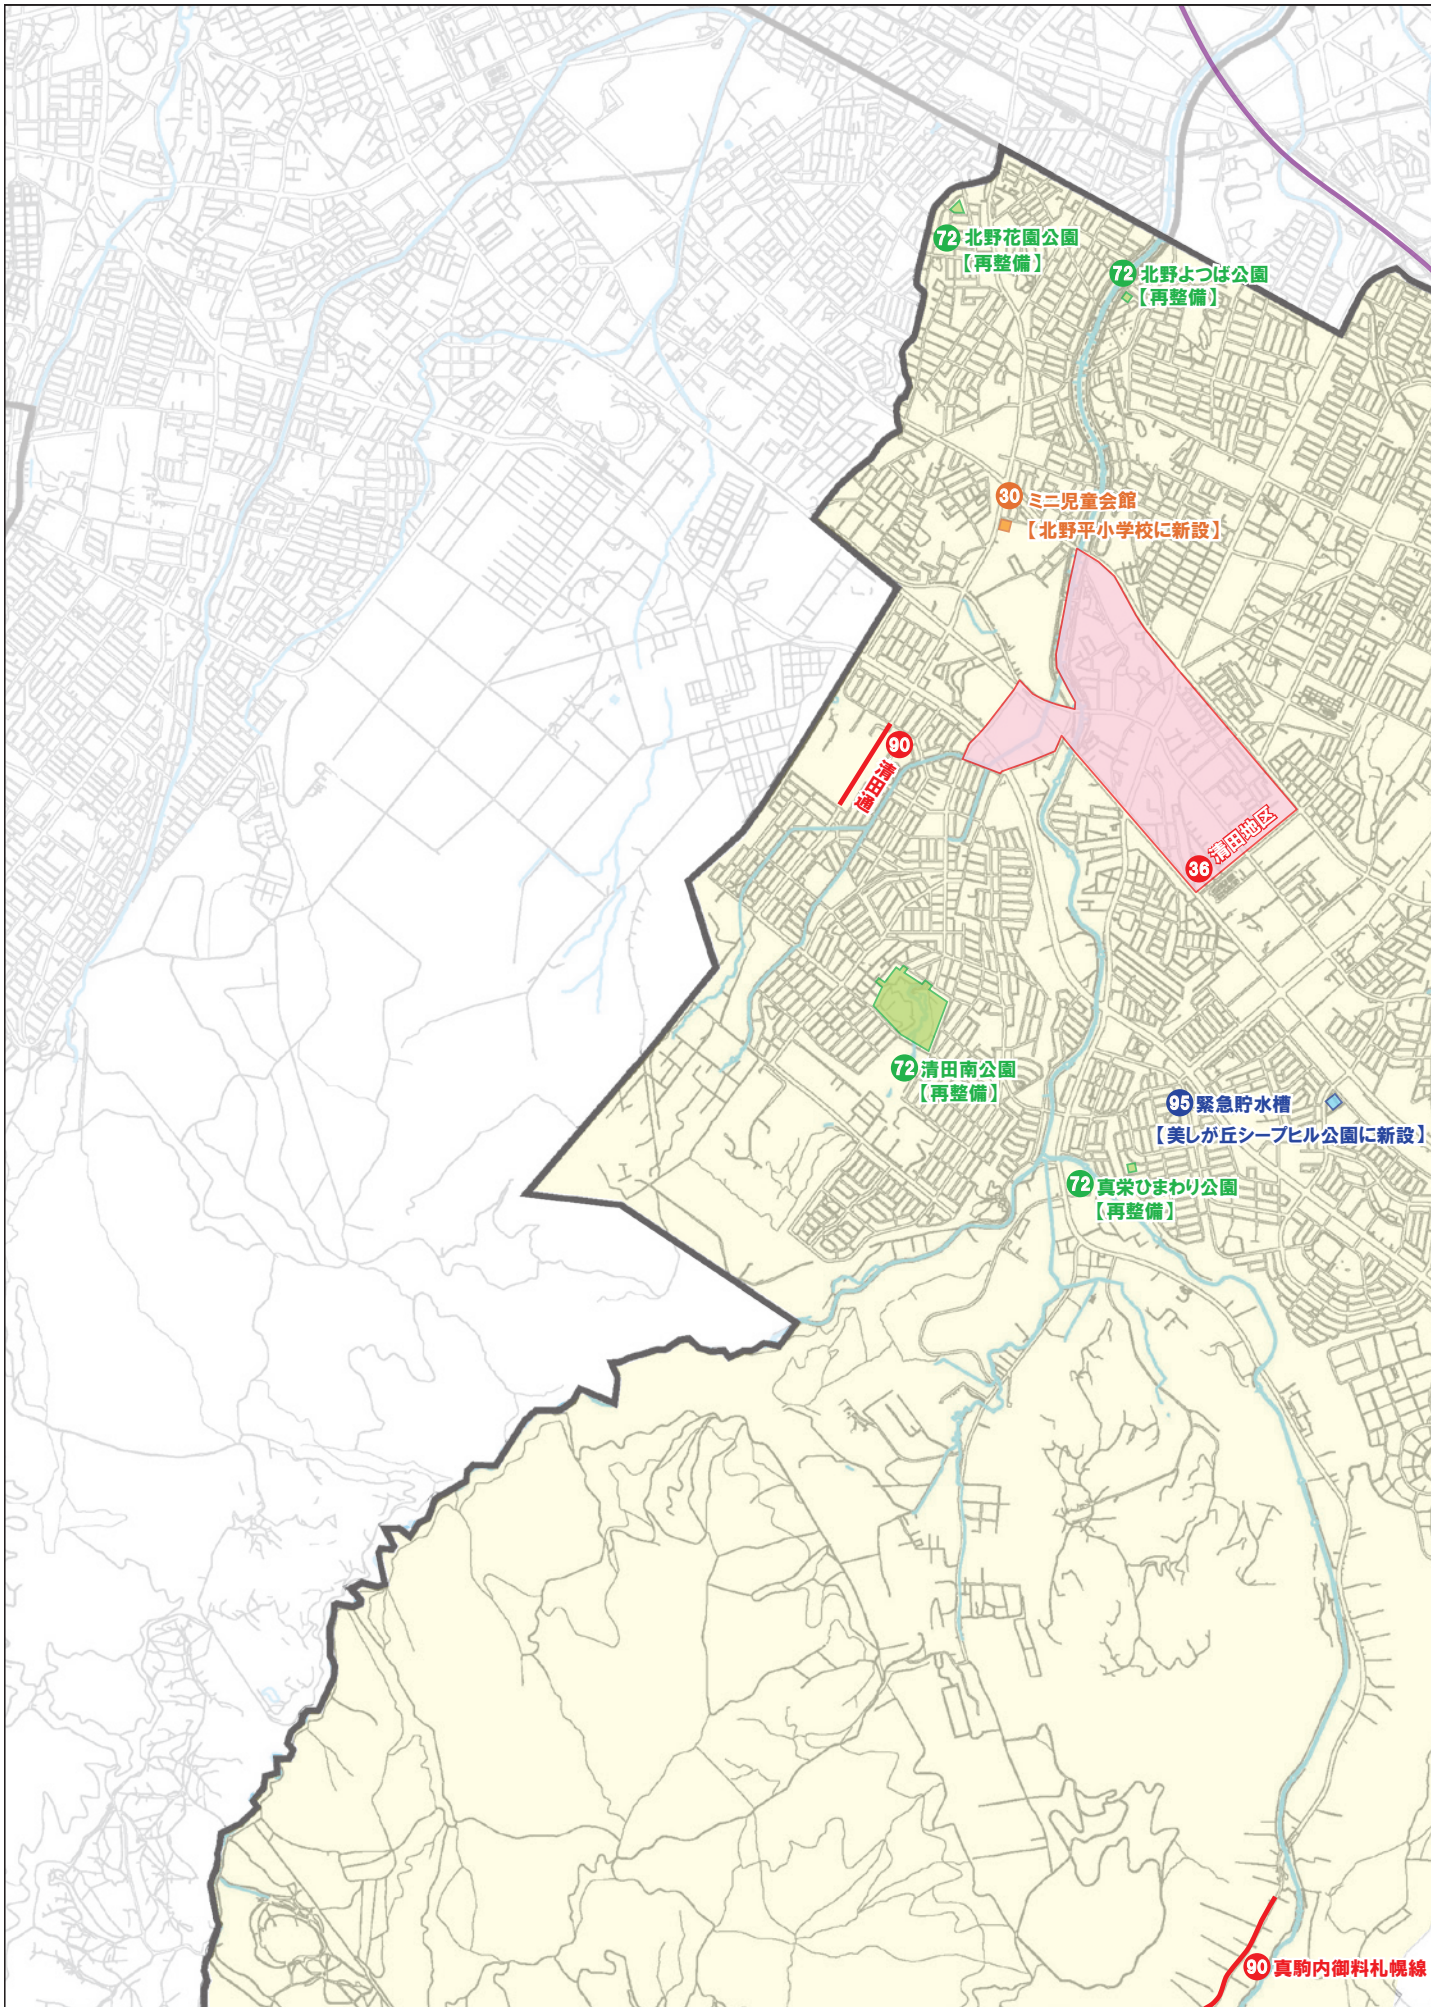 72 北野花園公園
【再整備】
72 北野よつば公園
【再整備】
30 ミニ児童会館
【北野平小学校に新設】
90 清田通
36 清田地区
72 清田南公園
【再整備】
95 緊急貯水槽
【美しが丘シープヒル公園に新設】
72 真栄ひまわり公園
【再整備】
90 真駒内御料札幌線